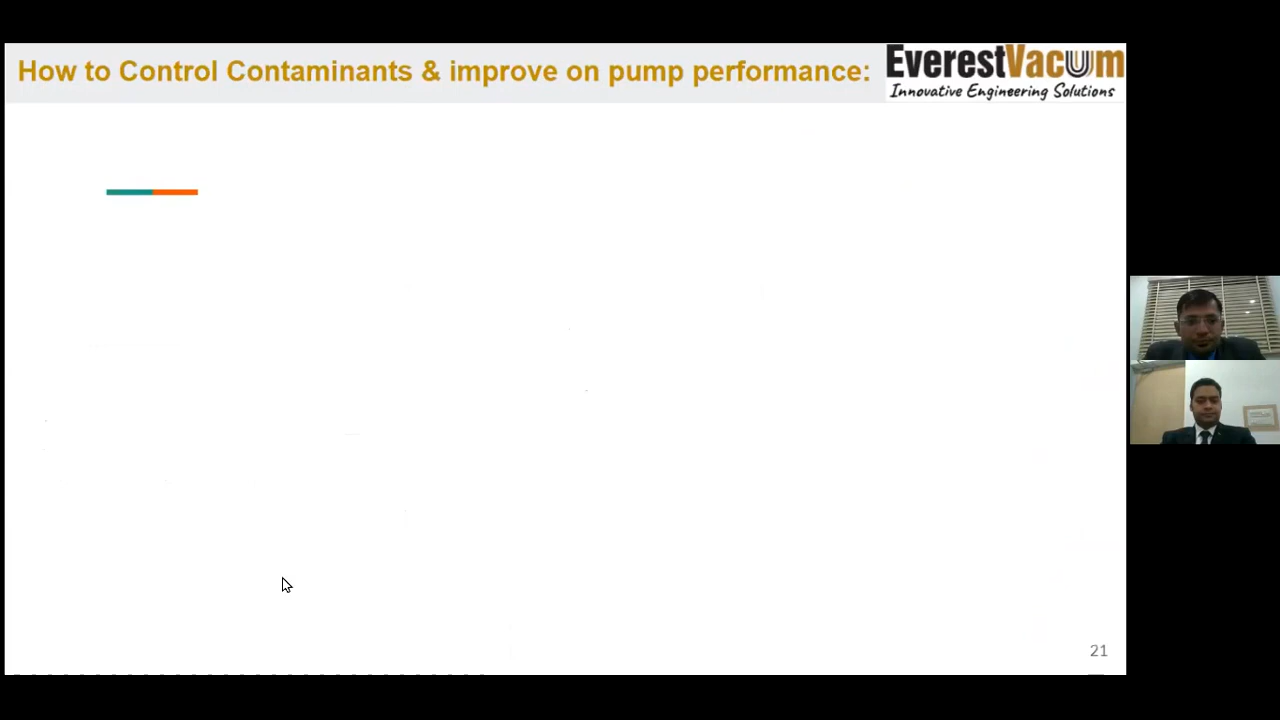 How to Control Contaminants & improve on pump performance:
EverestVacuum
Innovative Engineering Solutions
21